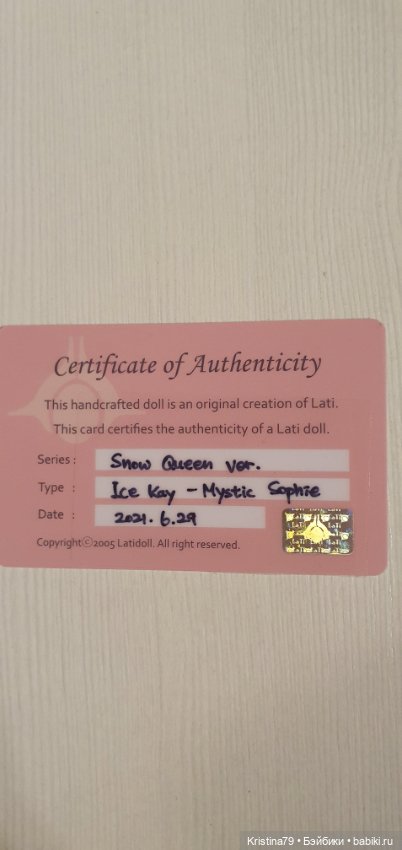 Certificate of Authenticity
This handcrafted doll is an original creation of Lati.
This card certifies the authenticity of a Lati doll.
Series : Snow Queen ver.
Type : Ice Kay - Mystic Sophie
Date : 2021. 6.29
Copyrightⓒ2005 Latidoll. All right reserved.
Kristina79 • Бэйбики • babiki.ru